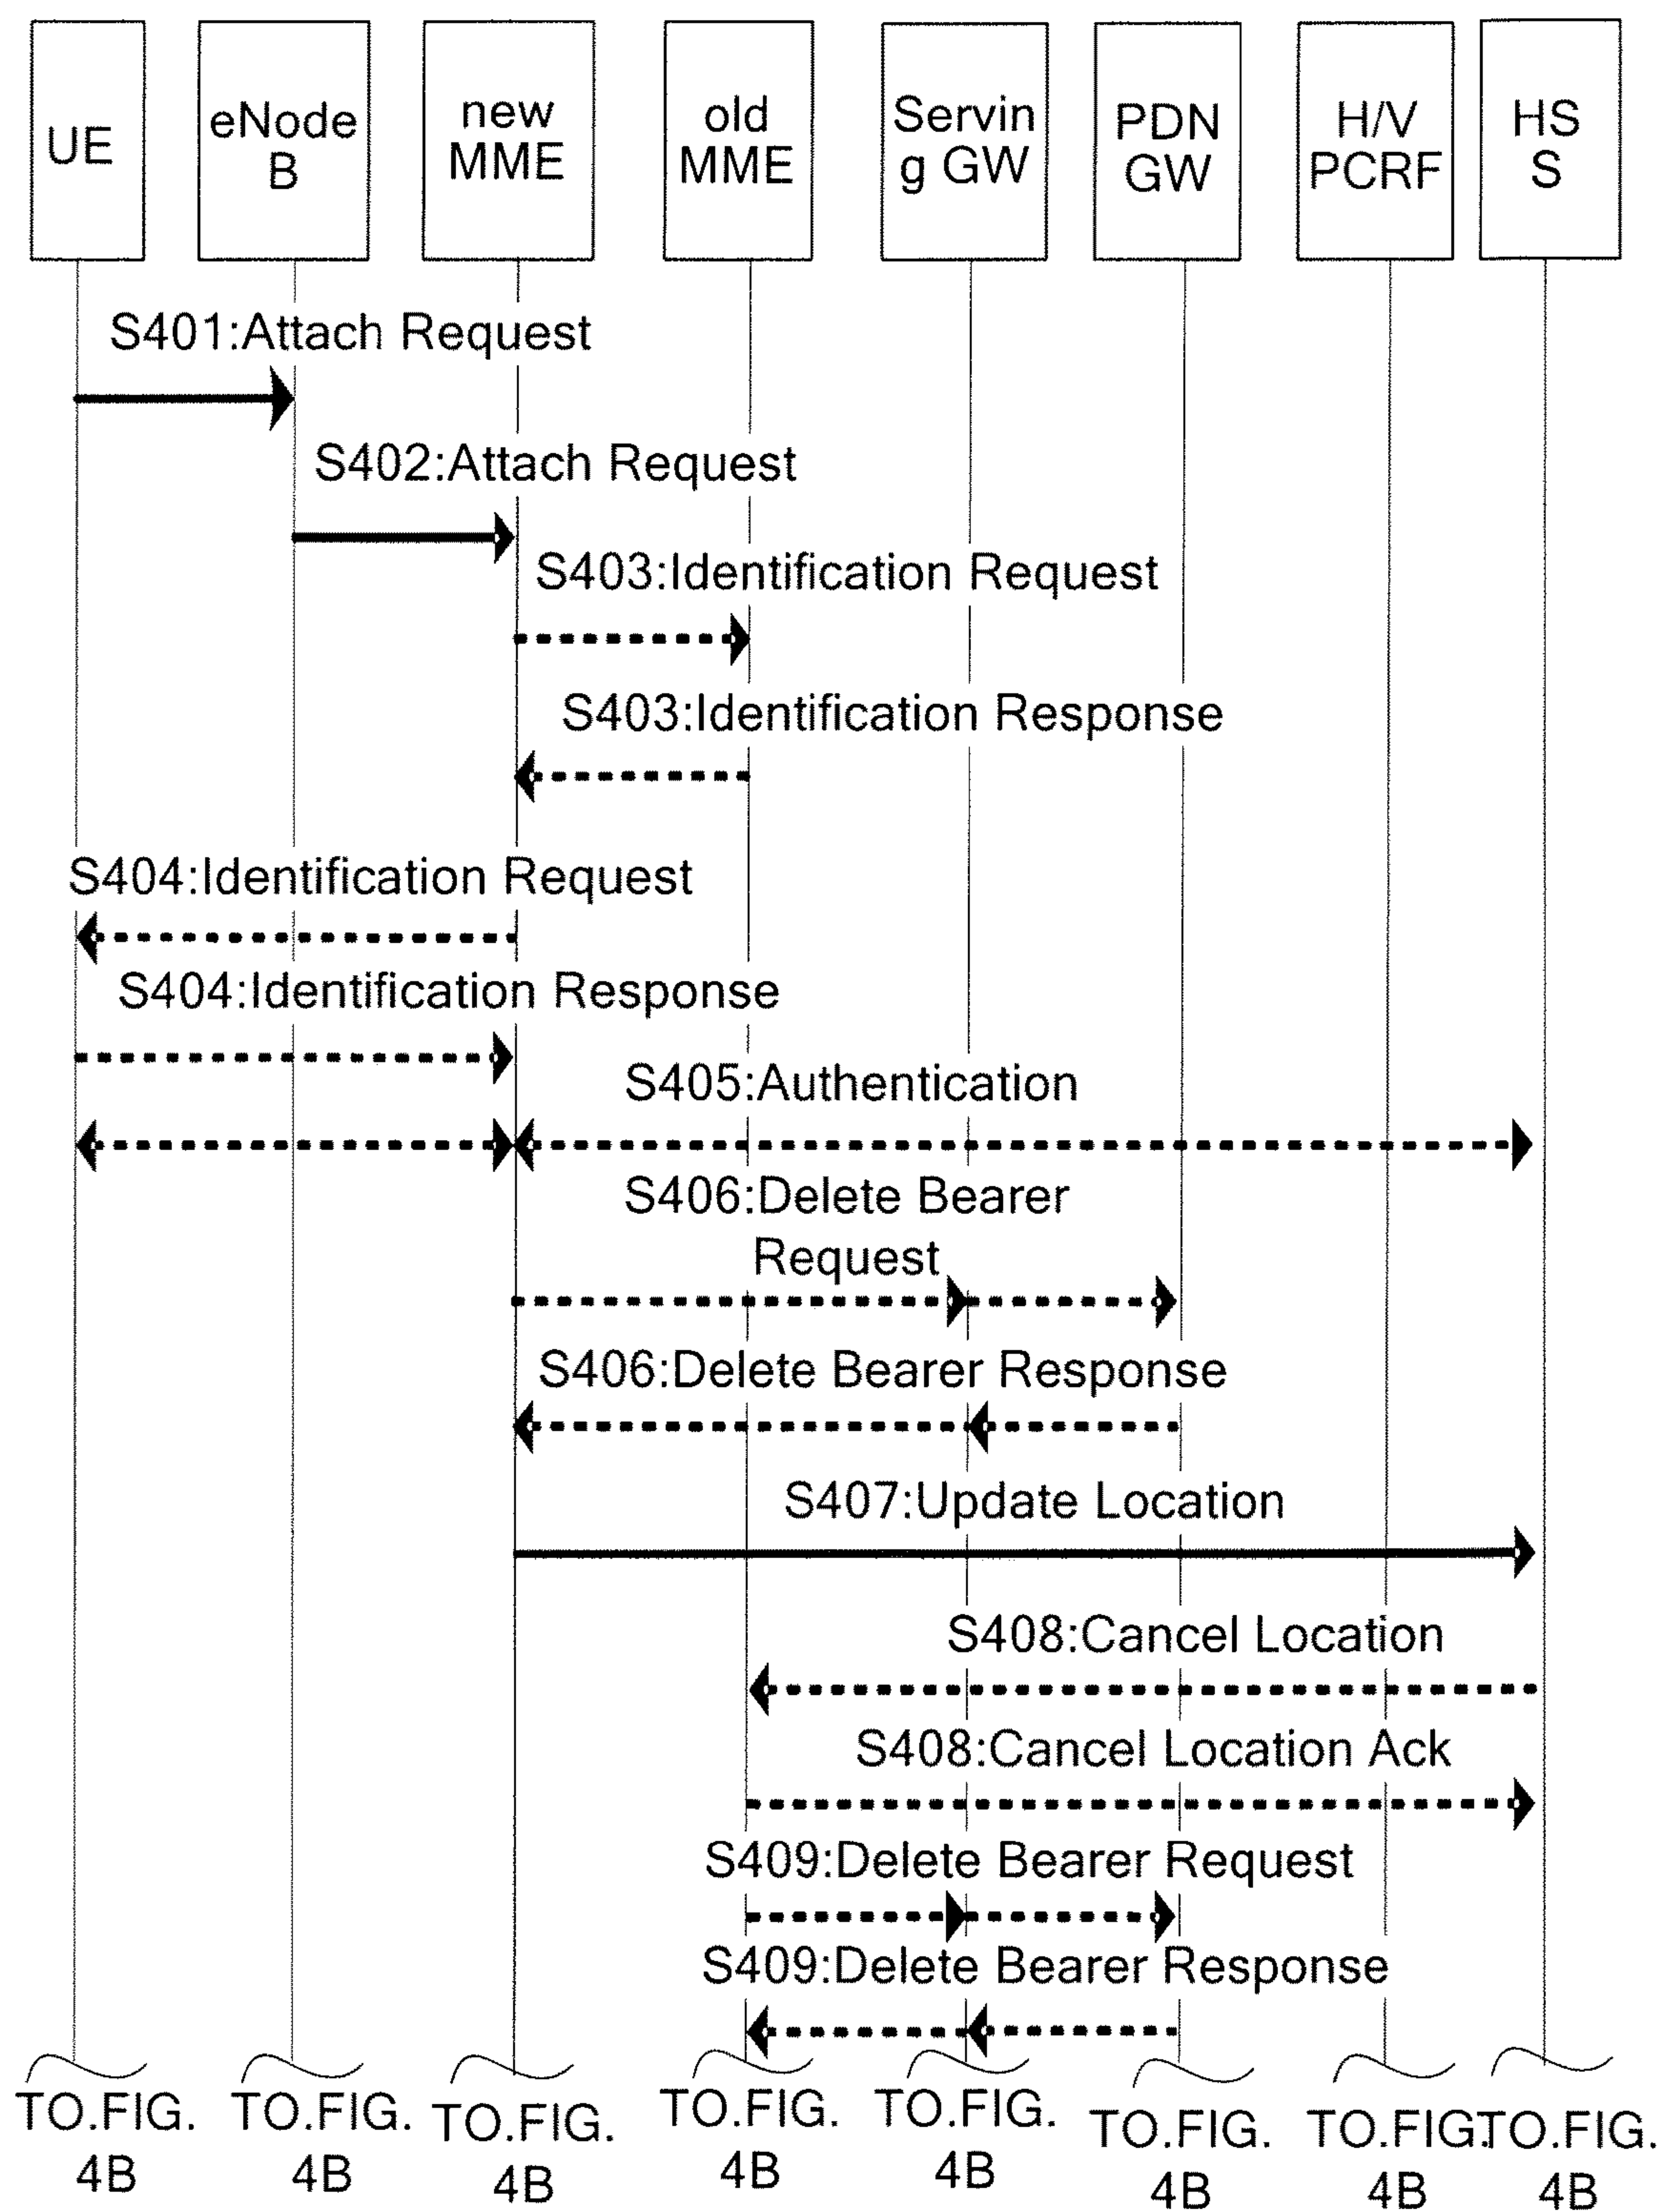 UE
eNode
B
new
MME
old
MME
Servin
g GW
PDN
GW
H/V
PCRF
HS
S
S401:Attach Request
S402:Attach Request
S403:Identification Request
S403:Identification Response
S404:Identification Request
S404:Identification Response
S405:Authentication
S406:Delete Bearer
Request
S406:Delete Bearer Response
S407:Update Location
S408:Cancel Location
S408:Cancel Location Ack
S409:Delete Bearer Request
S409:Delete Bearer Response
TO.FIG.
4B
TO.FIG.
4B
TO.FIG.
4B
TO.FIG.
4B
TO.FIG.
4B
TO.FIG.
4B
TO.FIG.
4B
TO.FIG.
4B